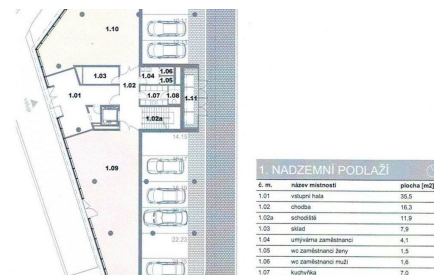 1.10
1.06
1.03
1.04
1.05
1.02
1.01
1.07
1.08
1.11
1.02a
14.15
1.09
22.23
1. NADZEMNÍ PODLAŽÍ
č. m. název místnosti plocha [m2]
1.01 vstupní hala 35,5
1.02 chodba 16,3
1.02a schodiště 11,9
1.03 sklad 7,9
1.04 umývárna zaměstnanci 4,1
1.05 wc zaměstnanci ženy 1,5
1.06 wc zaměstnanci muži 1,6
1.07 kuchyňka 7,0